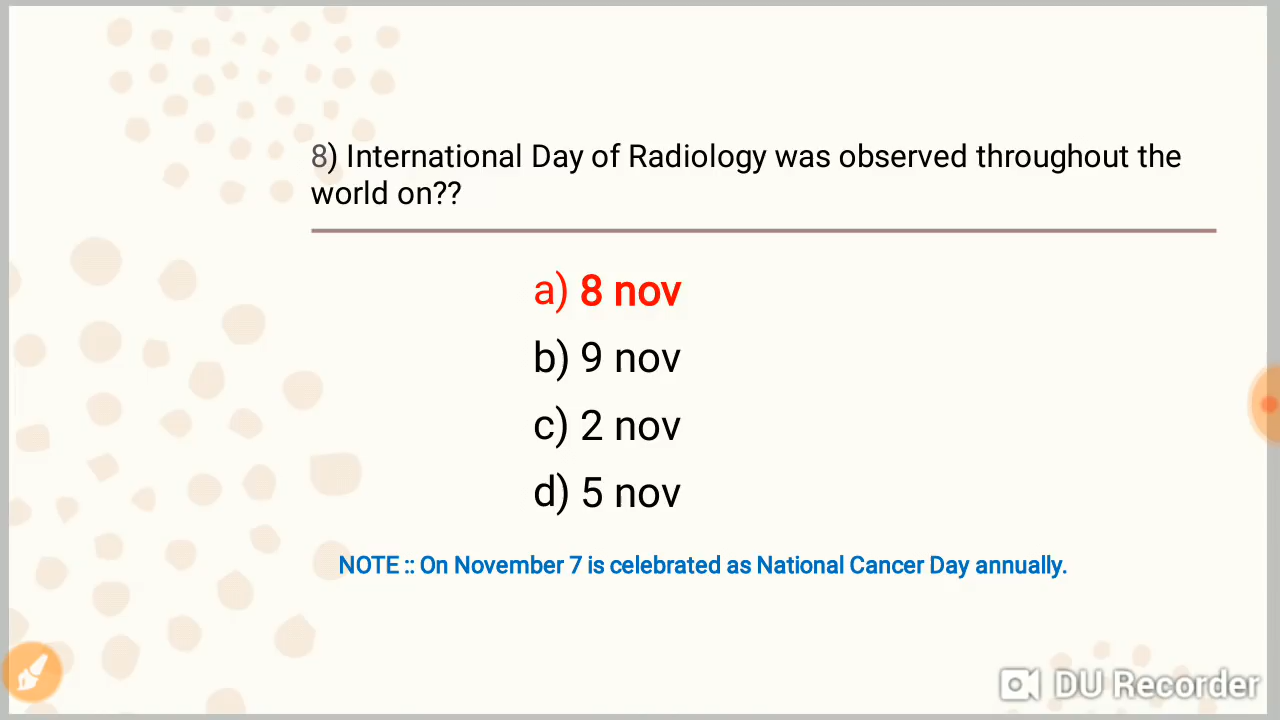 8) International Day of Radiology was observed throughout the
world on??
a) 8 nov
b) 9 nov
c) 2 nov
d) 5 nov
NOTE :: On November 7 is celebrated as National Cancer Day annually.
DU Recorder